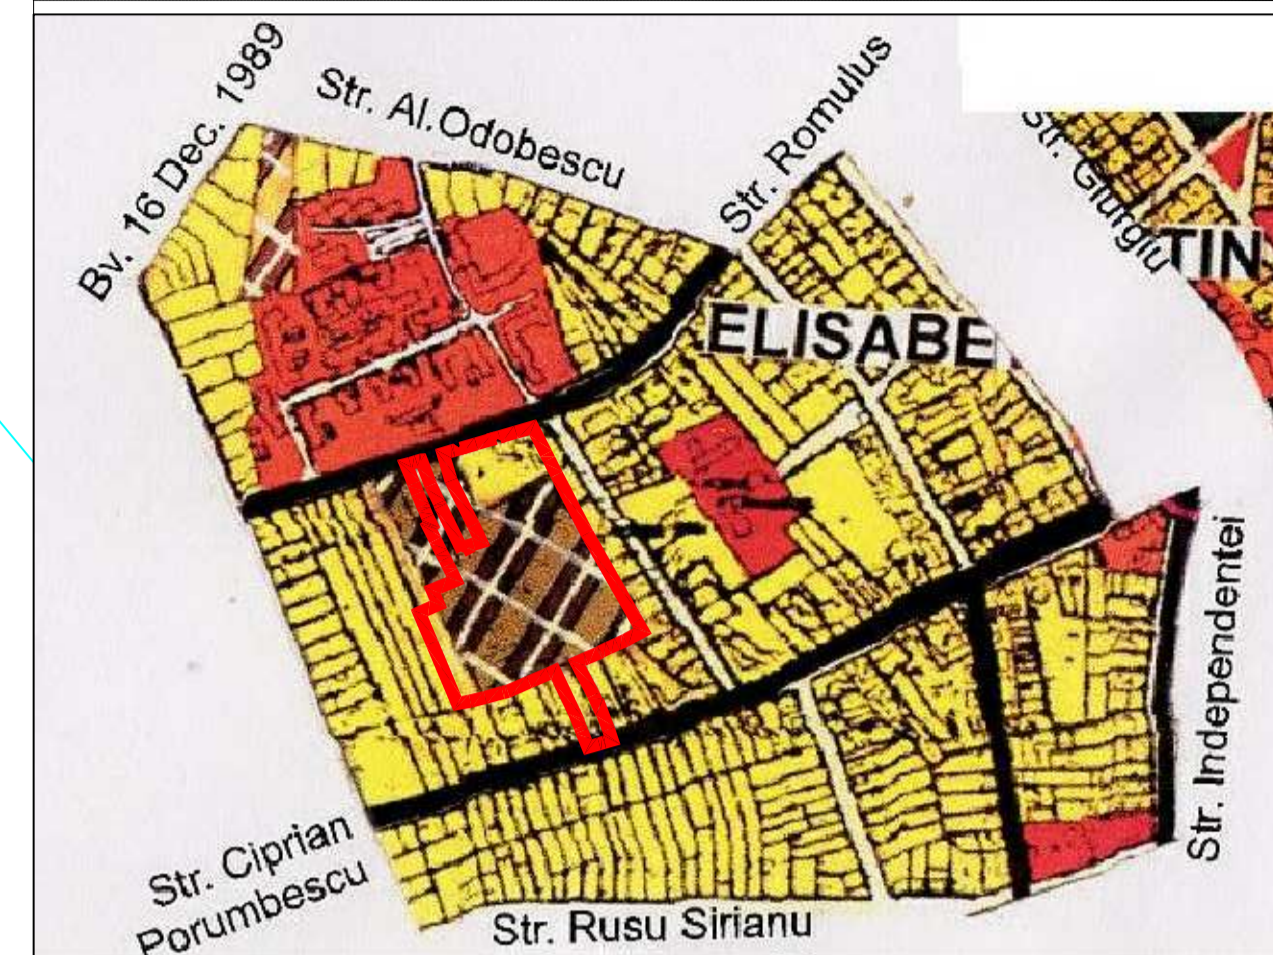 Bv. 16 Dec. 1989
Str. Al.Odobescu
Str. Romulus
Str. Giurgiu
TIN
ELISABE
Str. Independentei
Str. Ciprian
Porumbescu
Str. Rusu Sirianu